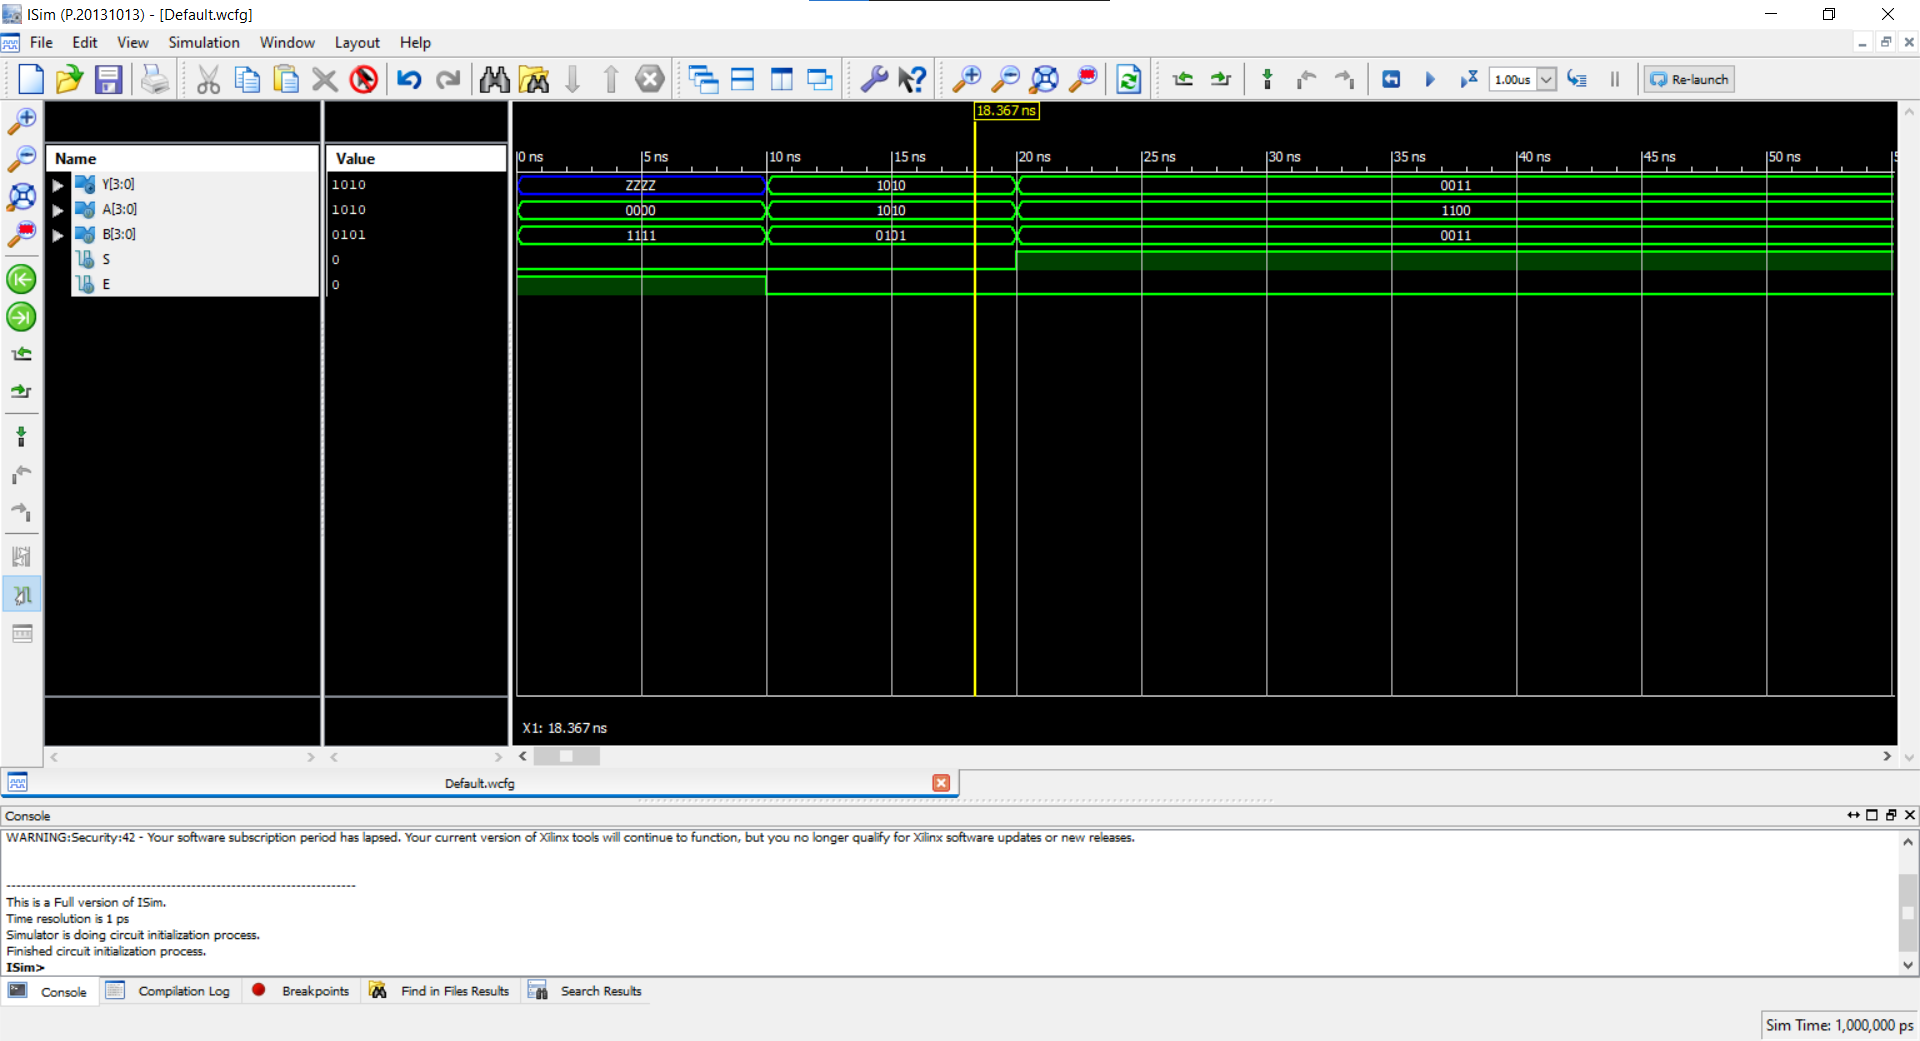 ISim (P.20131013) - [Default.wcfg]
File Edit View Simulation Window Layout Help
1.00us Re-launch
18.367 ns
Name Value
0 ns 5 ns 10 ns 15 ns 20 ns 25 ns 30 ns 35 ns 40 ns 45 ns 50 ns
Y[3:0] 1010 ZZZZ 1010 0011
A[3:0] 1010 0000 1010 1100
B[3:0] 0101 1111 0101 0011
S 0
E 0
X1: 18.367 ns
Default.wcfg
Console
WARNING:Security:42 - Your software subscription period has lapsed. Your current version of Xilinx tools will continue to function, but you no longer qualify for Xilinx software updates or new releases.
----------------------------------------------------------------------
This is a Full version of ISim.
Time resolution is 1 ps
Simulator is doing circuit initialization process.
Finished circuit initialization process.
ISim>
Console Compilation Log Breakpoints Find in Files Results Search Results
Sim Time: 1,000,000 ps